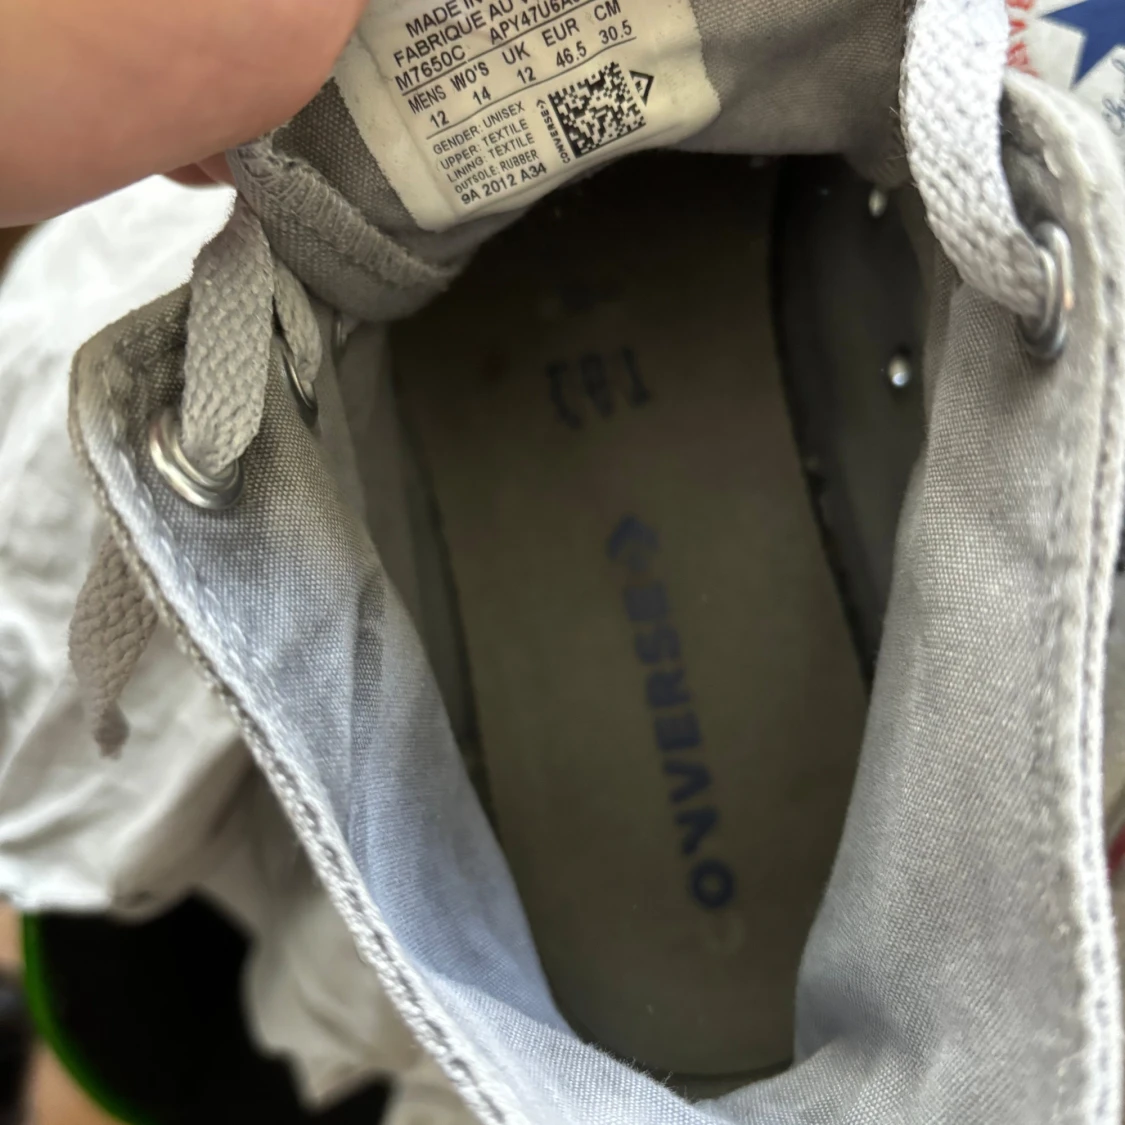 MADE IN
FABRIQUE AU
M7650C APY47U6A
MENS WO'S UK EUR CM
12 14 12 46.5 30.5
GENDER: UNISEX
UPPER: TEXTILE
LINING: TEXTILE
OUTSOLE: RUBBER
9A 2012 A34
CONVERSE
ONVERSE